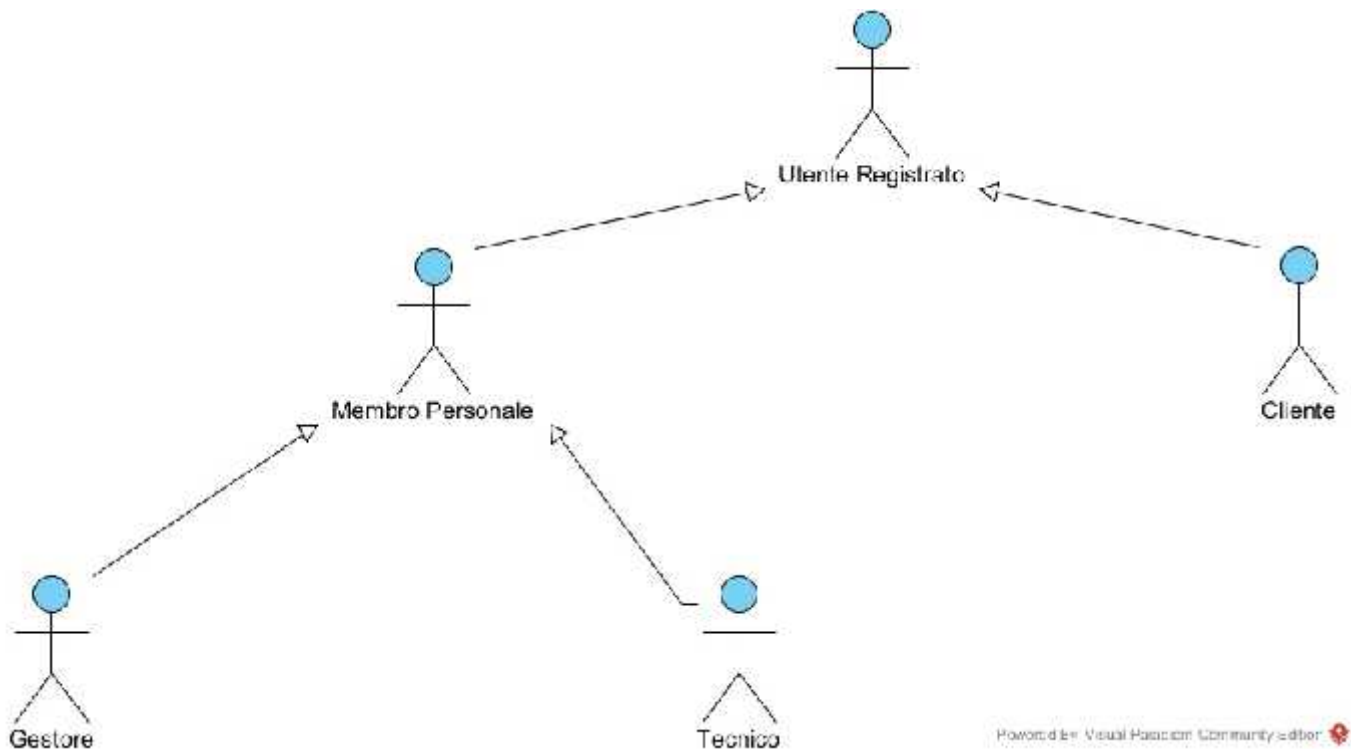 Utente Registrato
Membro Personale
Cliente
Gestore
Tecnico
Powered By Visual Paradigm Community Edition